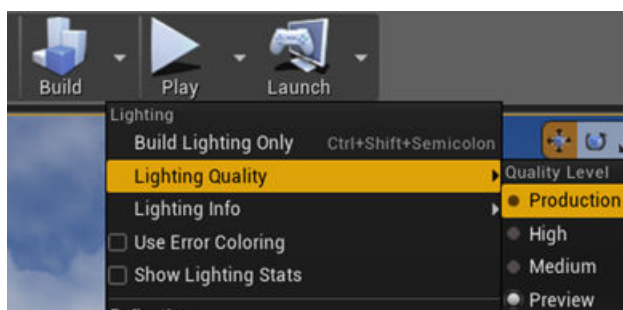 Build Play Launch
Lighting
Build Lighting Only Ctrl+Shift+Semicolon
Lighting Quality
Lighting Info
Use Error Coloring
Show Lighting Stats
Quality Level
Production
High
Medium
Preview